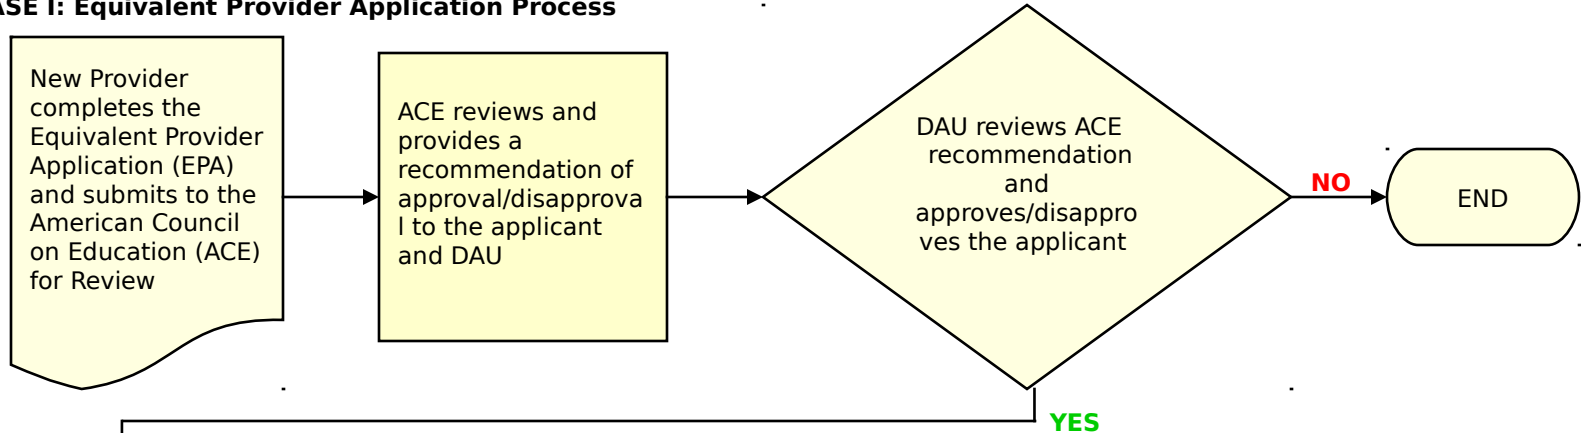 ASE I: Equivalent Provider Application Process
New Provider
completes the
Equivalent Provider
Application (EPA)
and submits to the
American Council
on Education (ACE)
for Review
ACE reviews and
provides a
recommendation of
approval/disapprova
l to the applicant
and DAU
DAU reviews ACE
recommendation
and
approves/disappro
ves the applicant
NO
END
YES